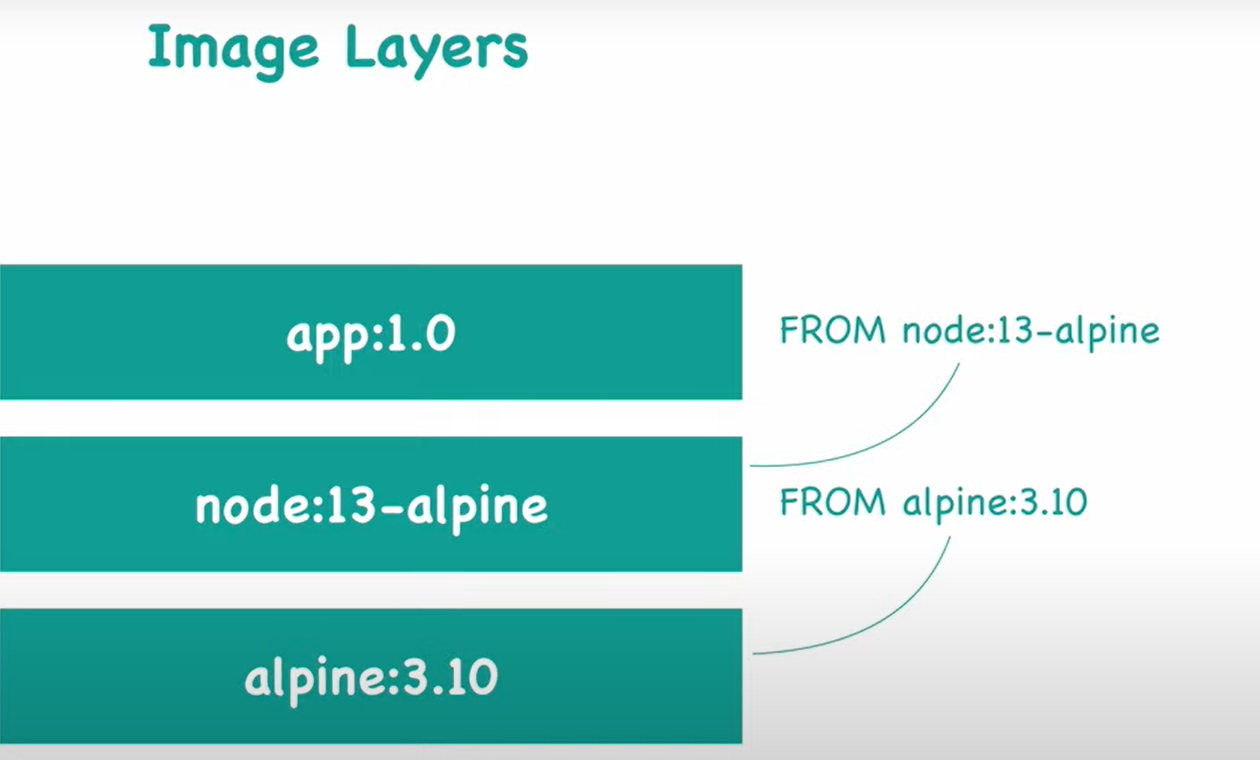 Image Layers
app:1.0
FROM node:13-alpine
node:13-alpine
FROM alpine:3.10
alpine:3.10